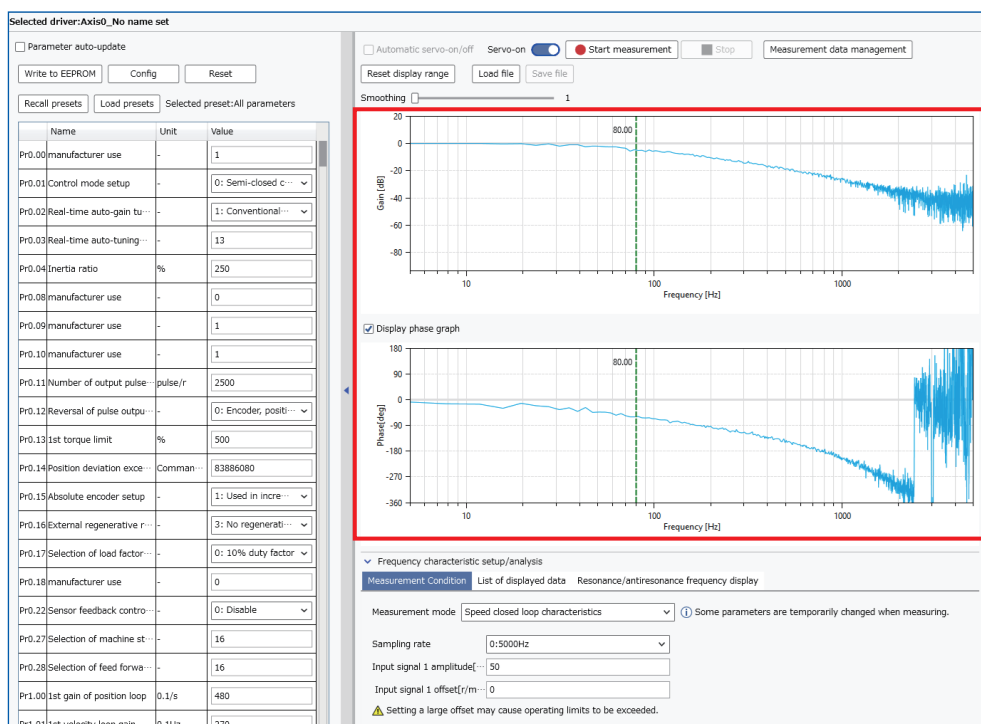 Selected driver:Axis0_No name set
Parameter auto-update
Write to EEPROM Config Reset
Recall presets Load presets Selected preset:All parameters
Name Unit Value
Pr0.00 manufacturer use - 1
Pr0.01 Control mode setup - 0: Semi-closed c···
Pr0.02 Real-time auto-gain tu··· - 1: Conventional···
Pr0.03 Real-time auto-tuning··· - 13
Pr0.04 Inertia ratio % 250
Pr0.08 manufacturer use - 0
Pr0.09 manufacturer use - 1
Pr0.10 manufacturer use - 1
Pr0.11 Number of output pulse··· pulse/r 2500
Pr0.12 Reversal of pulse outpu··· - 0: Encoder, positi···
Pr0.13 1st torque limit % 500
Pr0.14 Position deviation exce··· Comman··· 83886080
Pr0.15 Absolute encoder setup - 1: Used in incre···
Pr0.16 External regenerative r··· - 3: No regenerati···
Pr0.17 Selection of load factor··· - 0: 10% duty factor
Pr0.18 manufacturer use - 0
Pr0.22 Sensor feedback contro··· - 0: Disable
Pr0.27 Selection of machine st··· - 16
Pr0.28 Selection of feed forwa··· - 16
Pr1.00 1st gain of position loop 0.1/s 480
Automatic servo-on/off Servo-on Start measurement Stop Measurement data management
Reset display range Load file Save file
Smoothing 1
20
0
-20
-40
-60
-80
Gain [dB]
80.00
10 100 1000
Frequency [Hz]
Display phase graph
180
90
0
-90
-180
-270
-360
Phase[deg]
80.00
10 100 1000
Frequency [Hz]
Frequency characteristic setup/analysis
Measurement Condition List of displayed data Resonance/antiresonance frequency display
Measurement mode Speed closed loop characteristics Some parameters are temporarily changed when measuring.
Sampling rate 0:5000Hz
Input signal 1 amplitude[··· 50
Input signal 1 offset[r/m··· 0
Setting a large offset may cause operating limits to be exceeded.